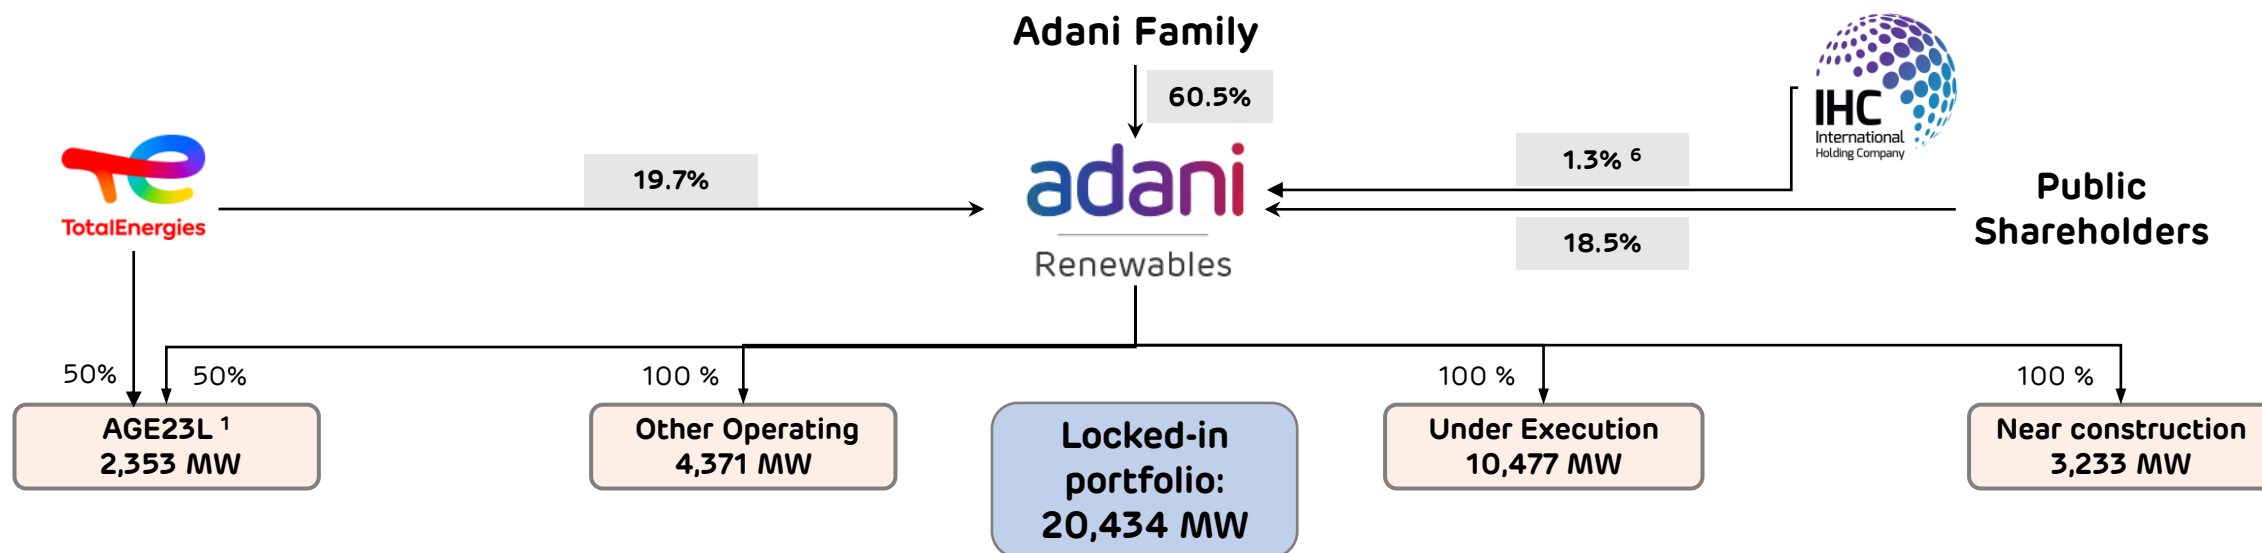 Adani Family
60.5%
IHC
International
Holding Company
TotalEnergies
19.7%
adani
Renewables
1.3% 6
18.5%
Public
Shareholders
50%
50%
100 %
100 %
100 %
AGE23L 1
2,353 MW
Other Operating
4,371 MW
Locked-in
portfolio:
20,434 MW
Under Execution
10,477 MW
Near construction
3,233 MW